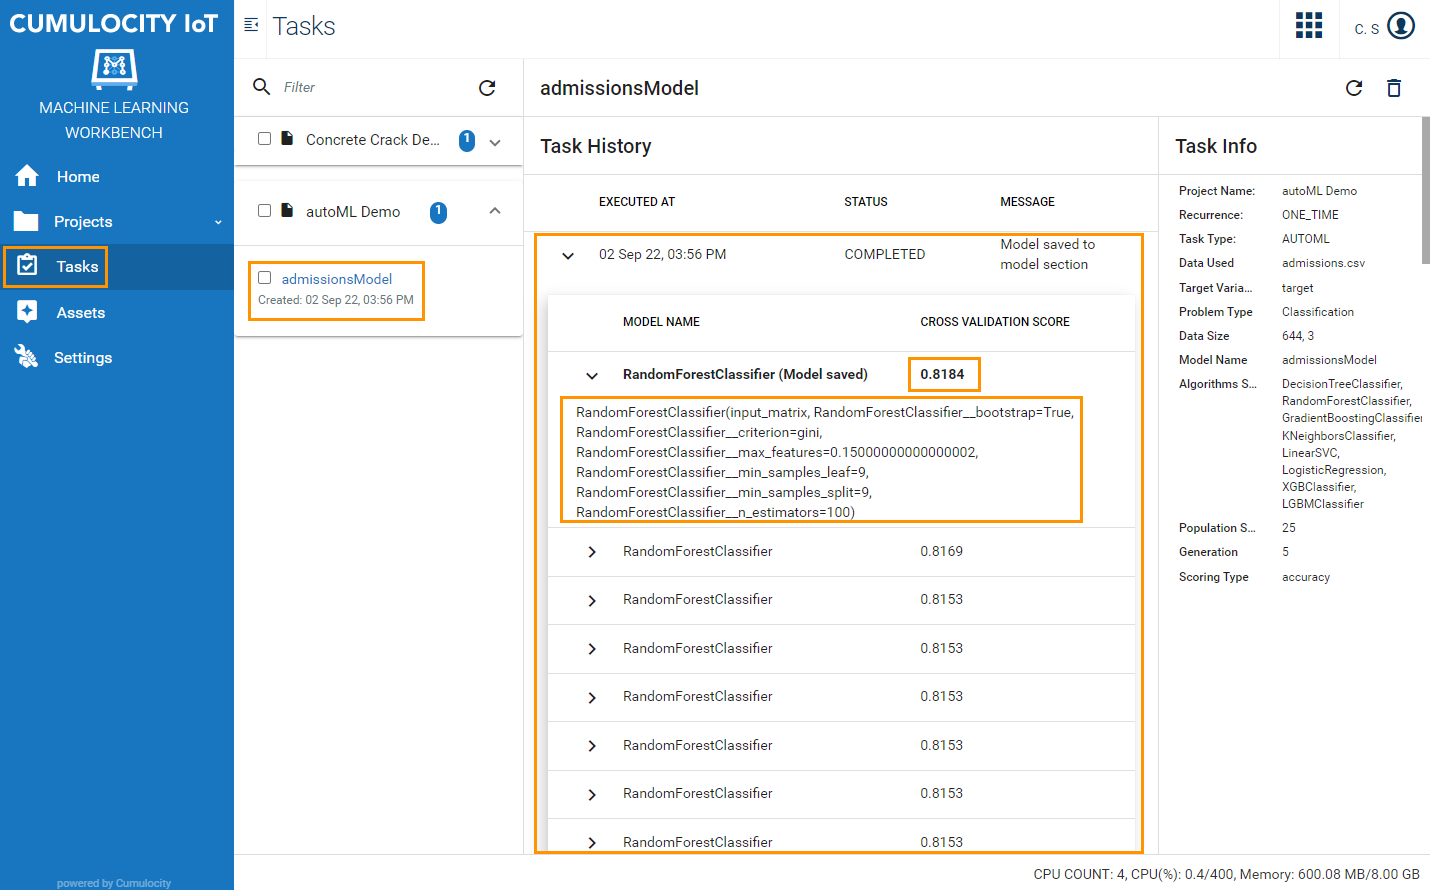 CUMULOCITY IoT
MACHINE LEARNING
WORKBENCH
Home
Projects
Tasks
Assets
Settings
powered by Cumulocity
Tasks
C. S
Filter
Concrete Crack De... 1
autoML Demo 1
admissionsModel
Created: 02 Sep 22, 03:56 PM
admissionsModel
Task History
EXECUTED AT STATUS MESSAGE
02 Sep 22, 03:56 PM COMPLETED Model saved to
model section
MODEL NAME CROSS VALIDATION SCORE
RandomForestClassifier (Model saved) 0.8184
RandomForestClassifier(input_matrix, RandomForestClassifier__bootstrap=True,
RandomForestClassifier__criterion=gini,
RandomForestClassifier__max_features=0.15000000000000002,
RandomForestClassifier__min_samples_leaf=9,
RandomForestClassifier__min_samples_split=9,
RandomForestClassifier__n_estimators=100)
RandomForestClassifier 0.8169
RandomForestClassifier 0.8153
RandomForestClassifier 0.8153
RandomForestClassifier 0.8153
RandomForestClassifier 0.8153
RandomForestClassifier 0.8153
RandomForestClassifier 0.8153
Task Info
Project Name: autoML Demo
Recurrence: ONE_TIME
Task Type: AUTOML
Data Used admissions.csv
Target Varia... target
Problem Type Classification
Data Size 644, 3
Model Name admissionsModel
Algorithms S... DecisionTreeClassifier,
RandomForestClassifier,
GradientBoostingClassifier
KNeighborsClassifier,
LinearSVC,
LogisticRegression,
XGBClassifier,
LGBMClassifier
Population S... 25
Generation 5
Scoring Type accuracy
CPU COUNT: 4, CPU(%): 0.4/400, Memory: 600.08 MB/8.00 GB